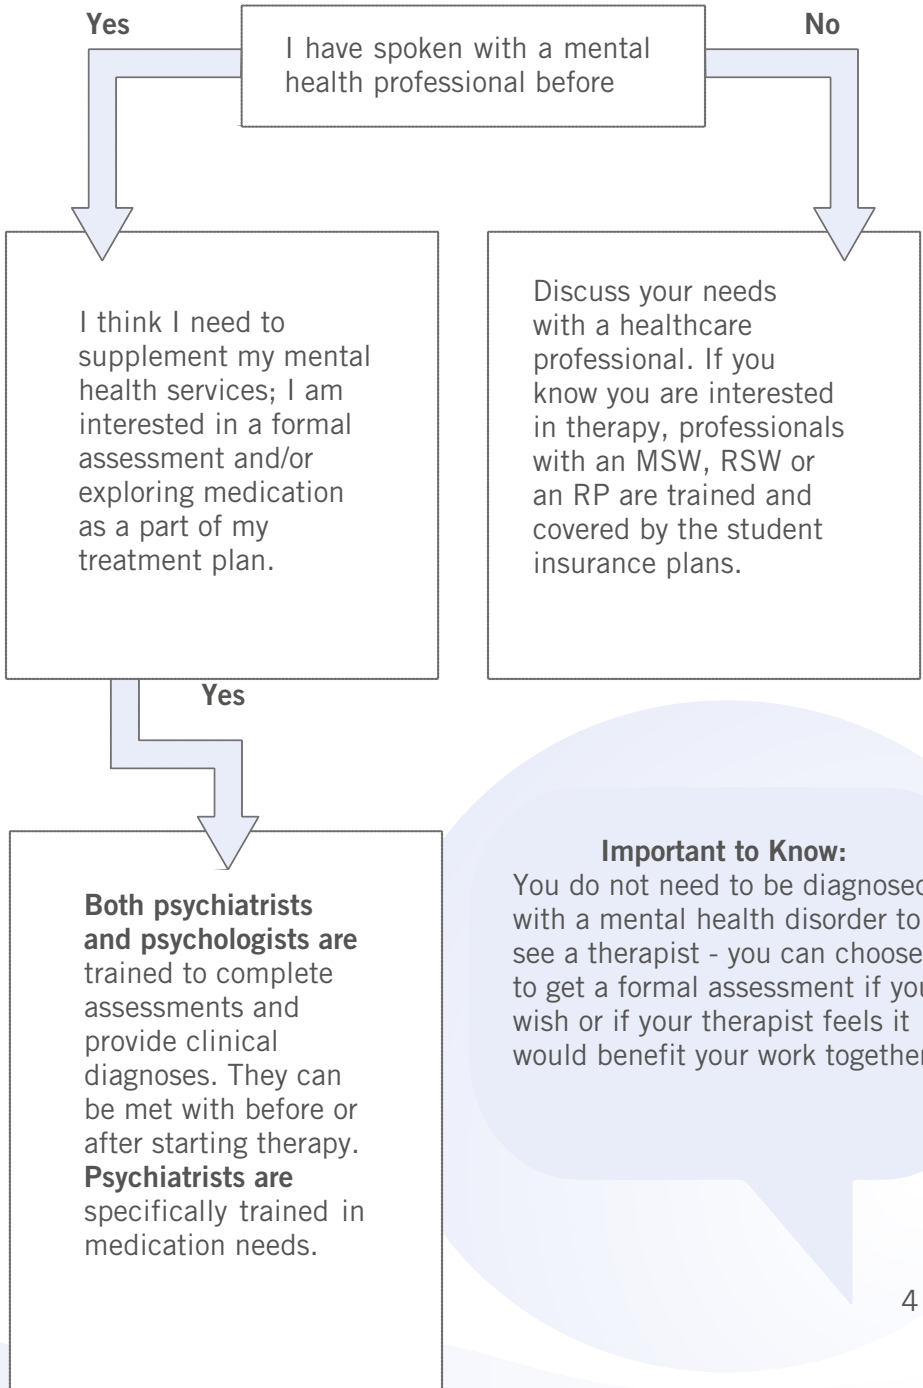 Yes
I have spoken with a mental
health professional before
No
I think I need to
supplement my mental
health services; I am
interested in a formal
assessment and/or
exploring medication
as a part of my
treatment plan.
Discuss your needs
with a healthcare
professional. If you
know you are interested
in therapy, professionals
with an MSW, RSW or
an RP are trained and
covered by the student
insurance plans.
Yes
Both psychiatrists
and psychologists are
trained to complete
assessments and
provide clinical
diagnoses. They can
be met with before or
after starting therapy.
Psychiatrists are
specifically trained in
medication needs.
Important to Know:
You do not need to be diagnosed
with a mental health disorder to
see a therapist - you can choose
to get a formal assessment if you
wish or if your therapist feels it
would benefit your work together
4